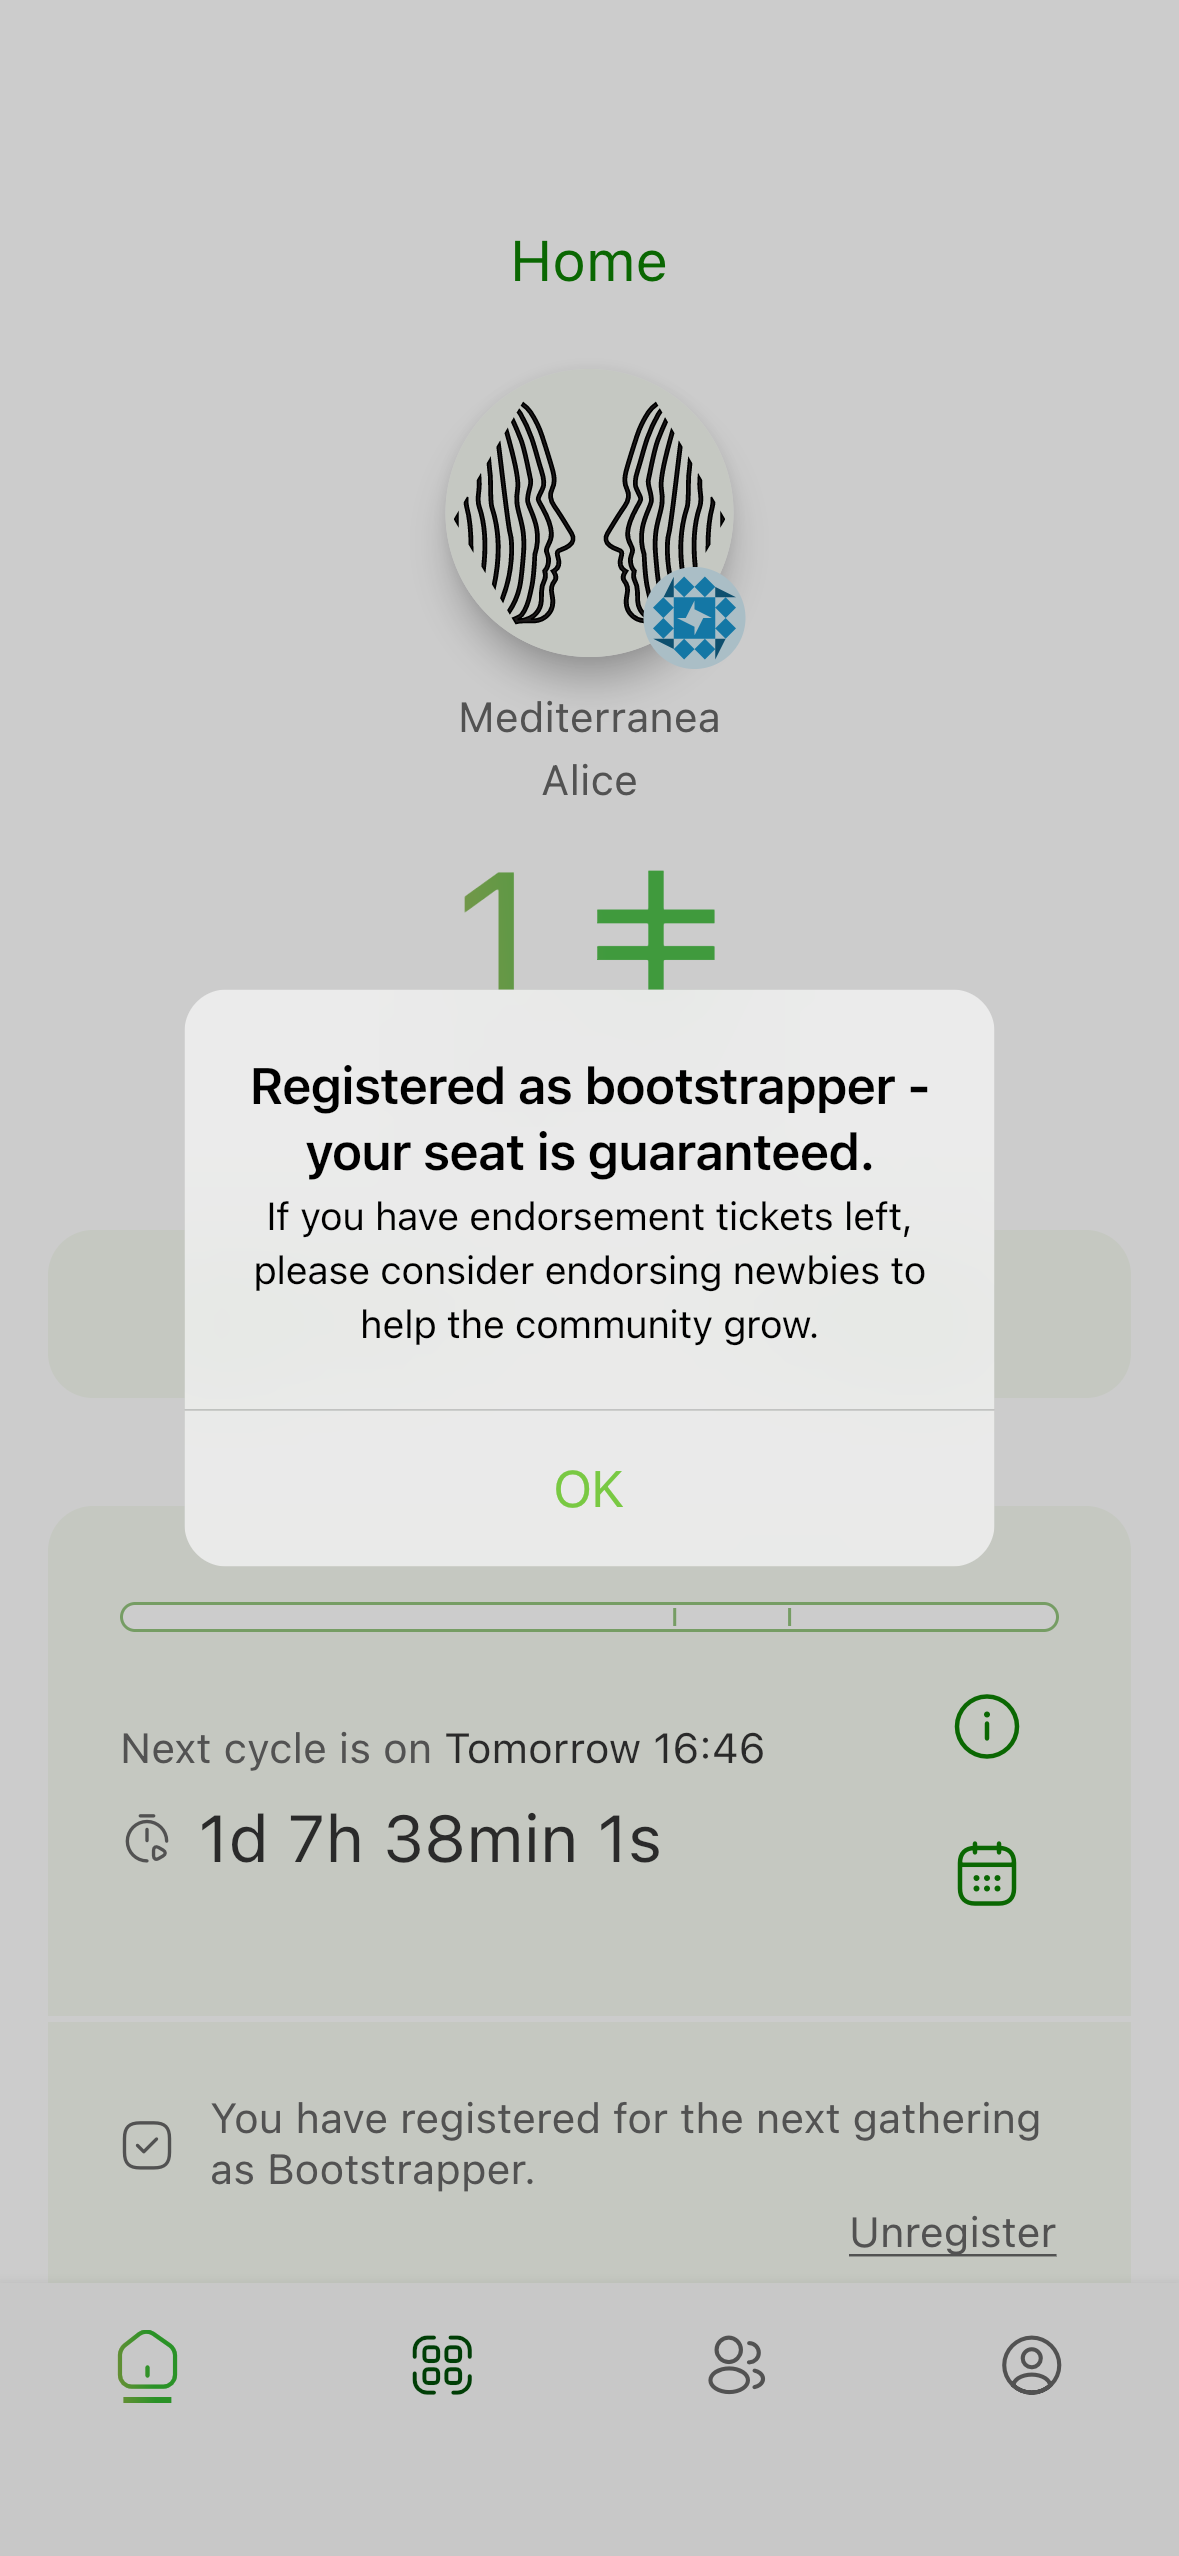 Home
Mediterranea
Alice
1
Registered as bootstrapper -
your seat is guaranteed.
If you have endorsement tickets left,
please consider endorsing newbies to
help the community grow.
OK
Next cycle is on Tomorrow 16:46
1d 7h 38min 1s
You have registered for the next gathering
as Bootstrapper.
Unregister